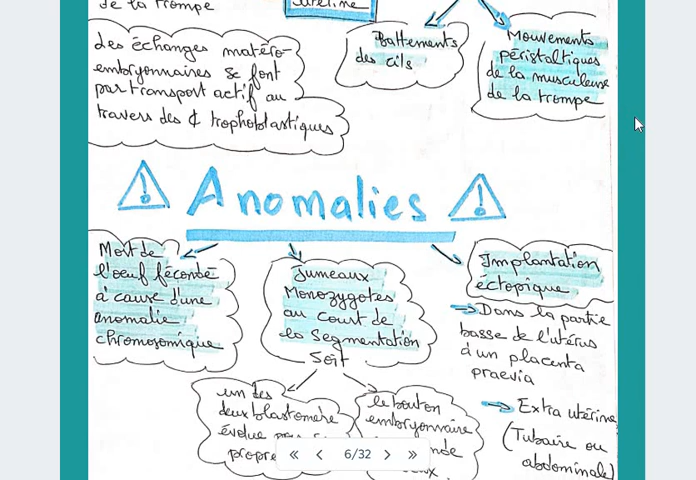 de la trompe
utérine
Battements
des cils
Mouvements
péristaltiques
de la musculeuse
de la trompe
Les échanges matéro-
embryonnaires se font
par transport actif au
travers des ¢ trophoblastiques
Anomalies
Mort de
l'oeuf fécondé
à cause d'une
anomalie
chromosomique
Jumeaux
Monozygotes
au court de
la segmentation
Soit
un des
deux blastomère
évolue
propre
le bouton
embryonnaire
Implantation
éctopique
Dans la partie
basse de l'utérus
à un placenta
praevia
Extra utérine
(Tubaire ou
abdominale)
6/32